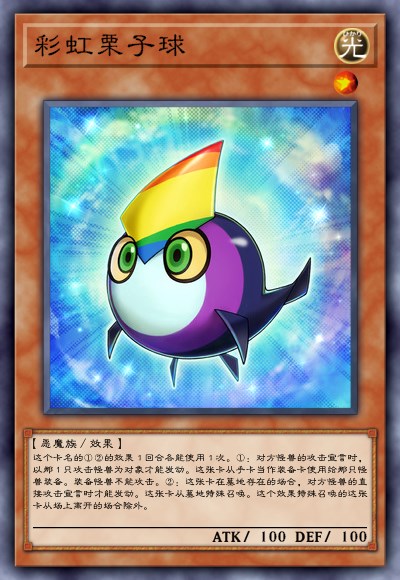 彩虹栗子球
ひかり
光
【恶魔族／效果】
这个卡名的①②的效果1回合各能使用1次。①：对方怪兽的攻击宣言时，
以那1只攻击怪兽为对象才能发动。这张卡从手卡当作装备卡使用给那只怪
兽装备。装备怪兽不能攻击。②：这张卡在墓地存在的场合，对方怪兽的
直接攻击宣言时才能发动。这张卡从墓地特殊召唤。这个效果特殊召唤的这张
卡从场上离开的场合除外。
ATK/ 100 DEF/ 100